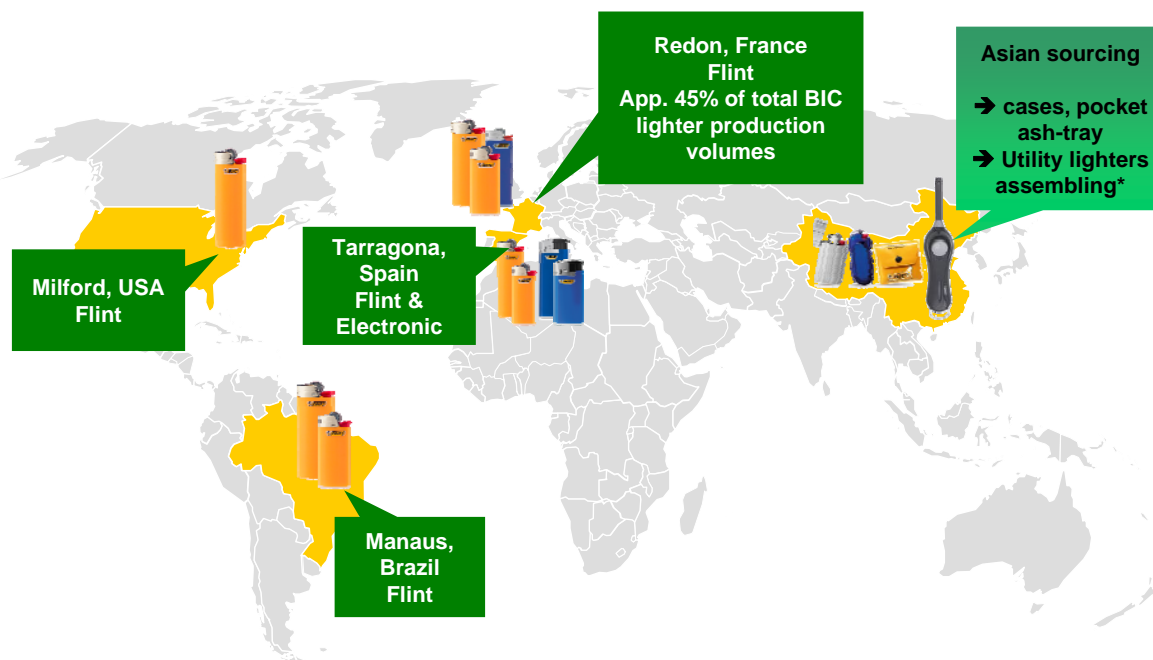 Redon, France
Flint
App. 45% of total BIC
lighter production
volumes
Asian sourcing
➔ cases, pocket
ash-tray
➔ Utility lighters
assembling*
Milford, USA
Flint
Tarragona,
Spain
Flint &
Electronic
Manaus,
Brazil
Flint